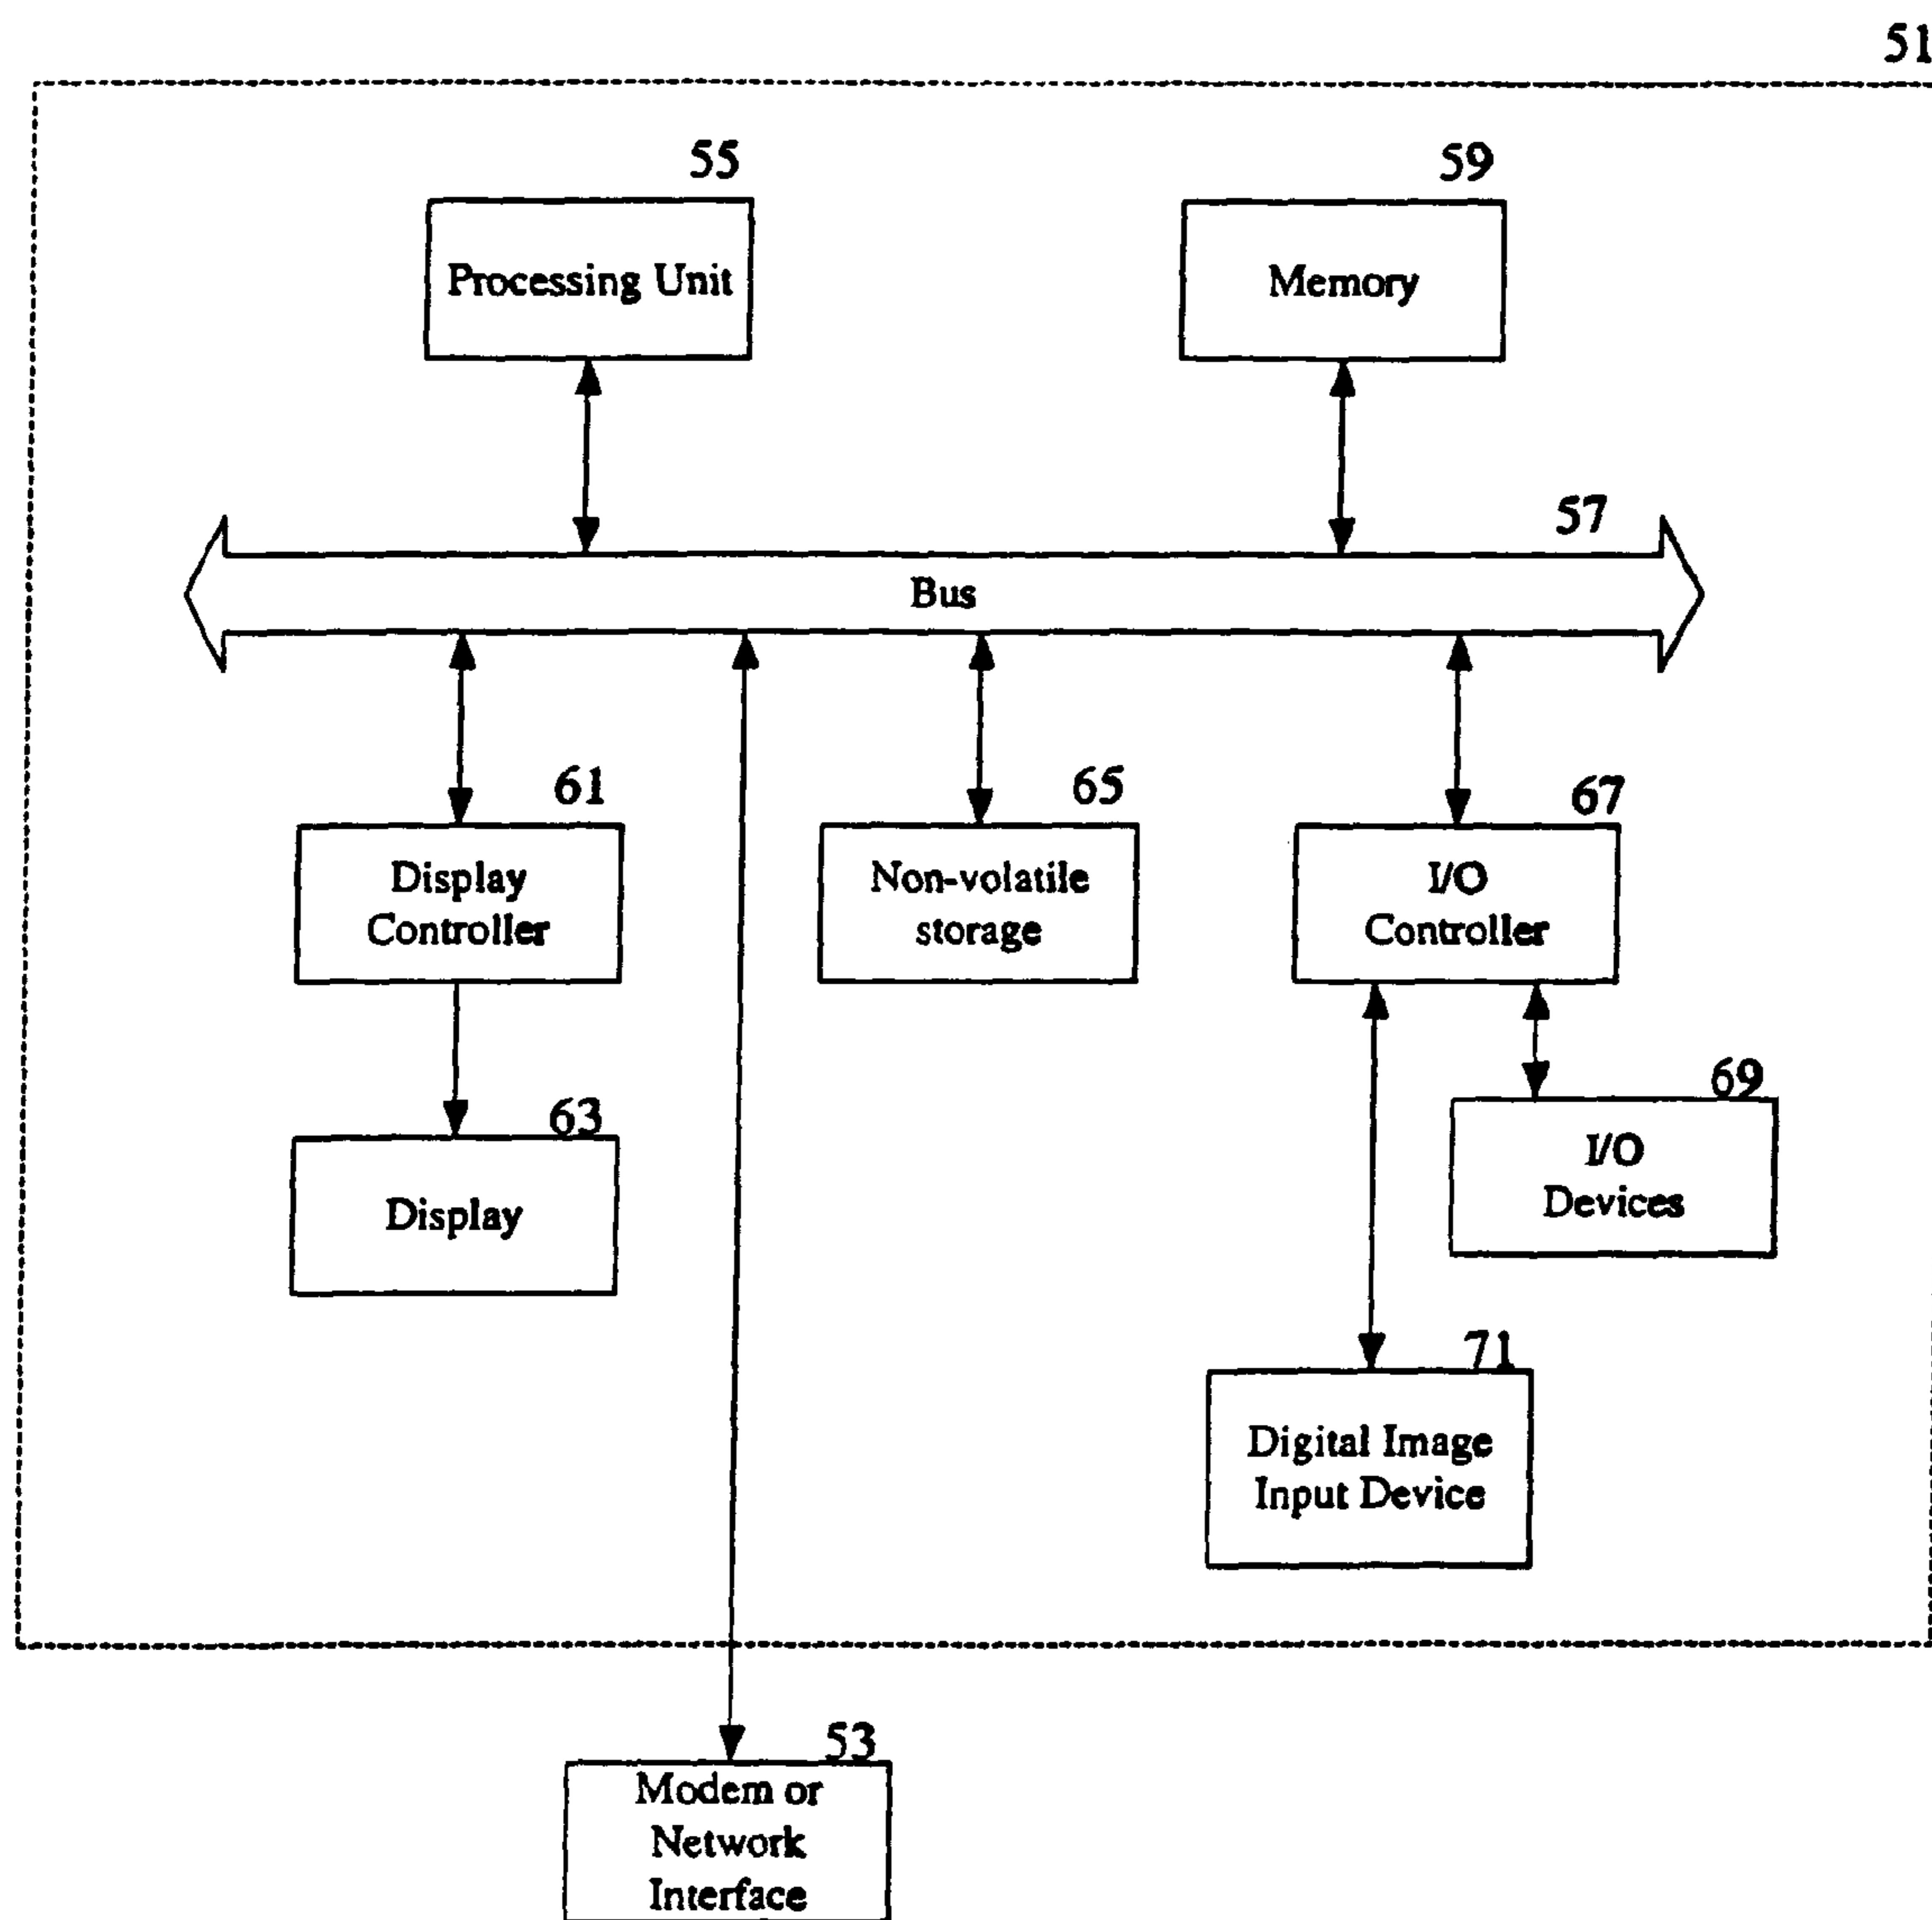 51
55
59
Processing Unit
Memory
57
Bus
61
65
67
Display
Controller
Non-volatile
storage
I/O
Controller
63
69
Display
I/O
Devices
71
Digital Image
Input Device
53
Modem or
Network
Interface